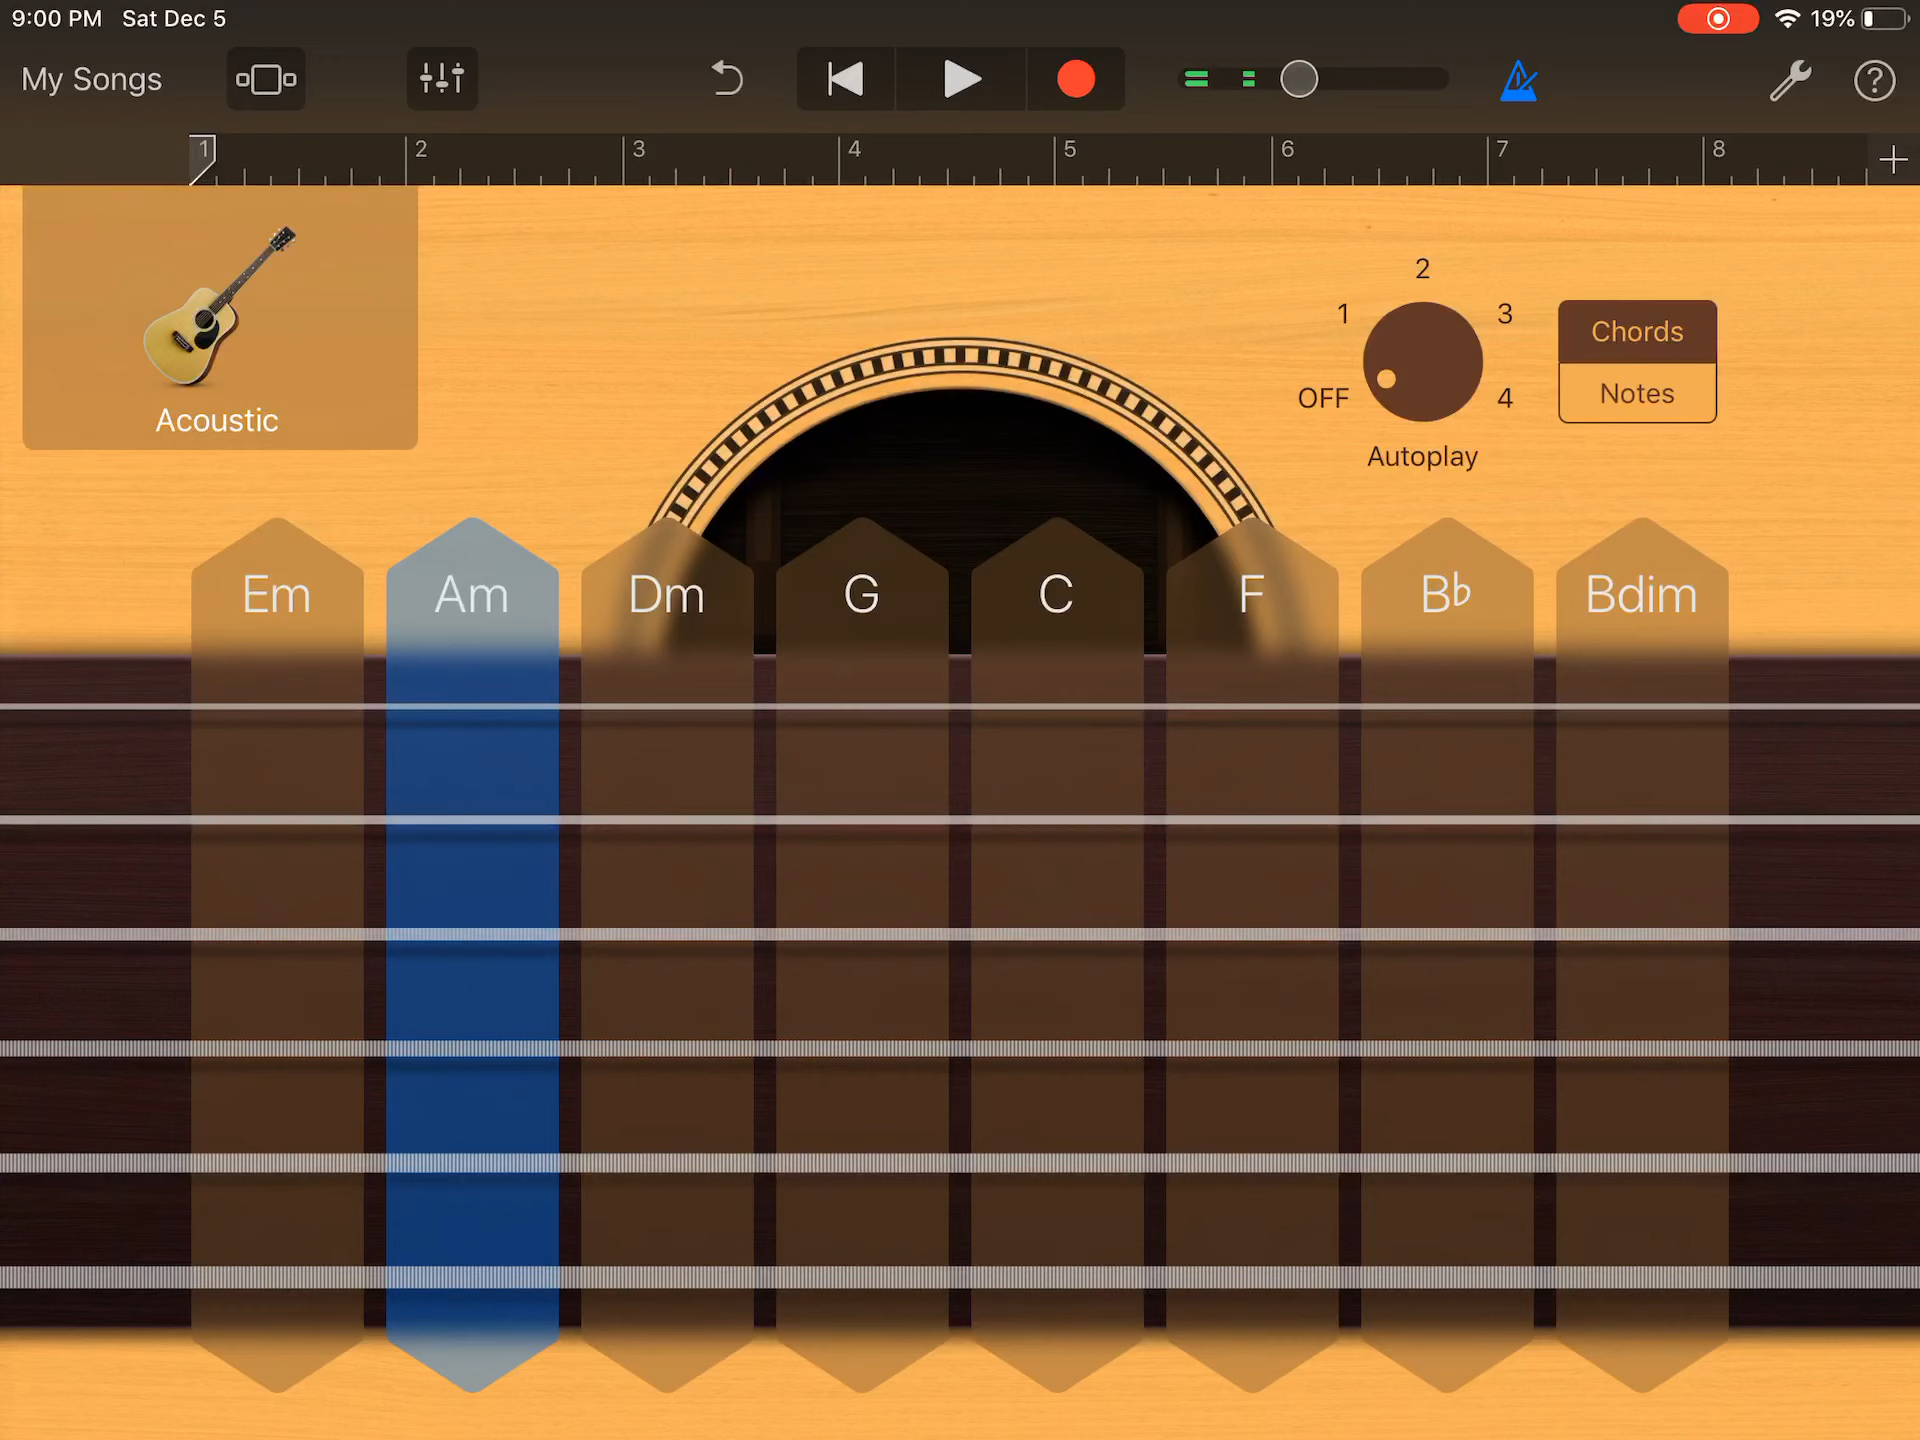 9:00 PM Sat Dec 5
19%
My Songs
?
1 2 3 4 5 6 7 8 +
Acoustic
2
1 3
OFF 4
Autoplay
Chords
Notes
Em Am Dm G C F B♭ Bdim